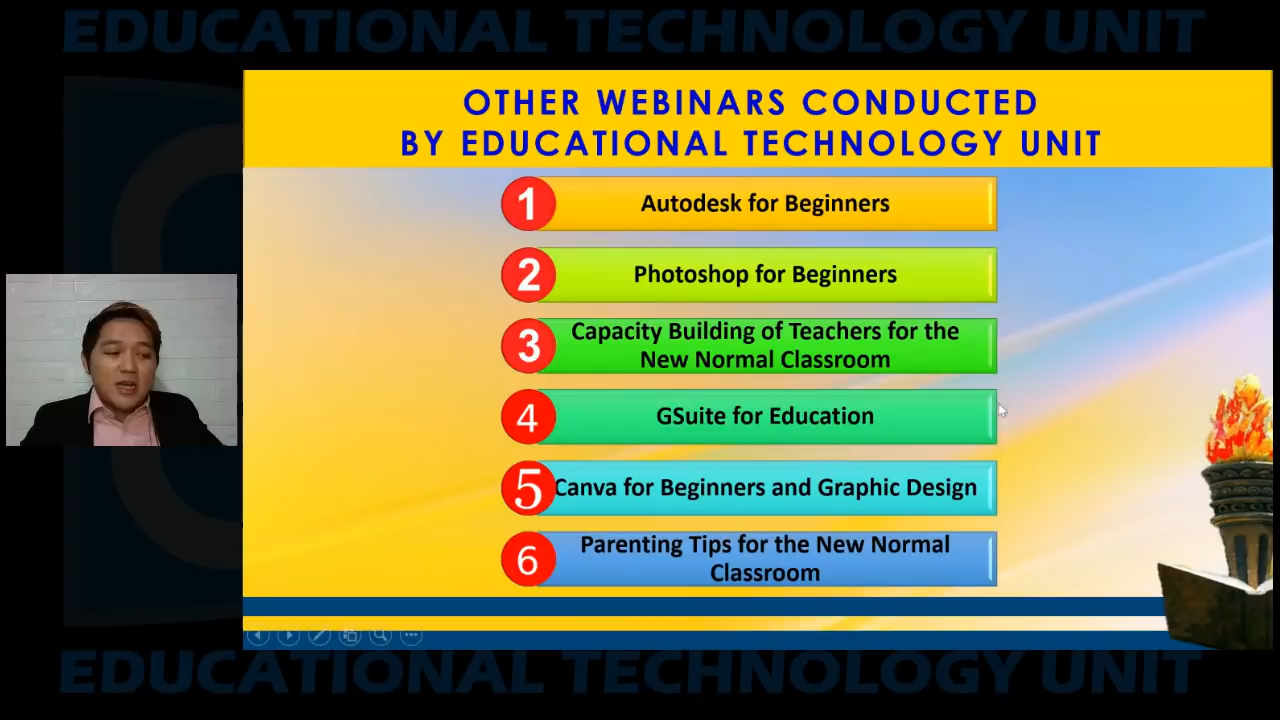 EDUCATIONAL TECHNOLOGY UNIT
OTHER WEBINARS CONDUCTED
BY EDUCATIONAL TECHNOLOGY UNIT
1
Autodesk for Beginners
2
Photoshop for Beginners
3
Capacity Building of Teachers for the
New Normal Classroom
4
GSuite for Education
5
Canva for Beginners and Graphic Design
6
Parenting Tips for the New Normal
Classroom
EDUCATIONAL TECHNOLOGY UNIT